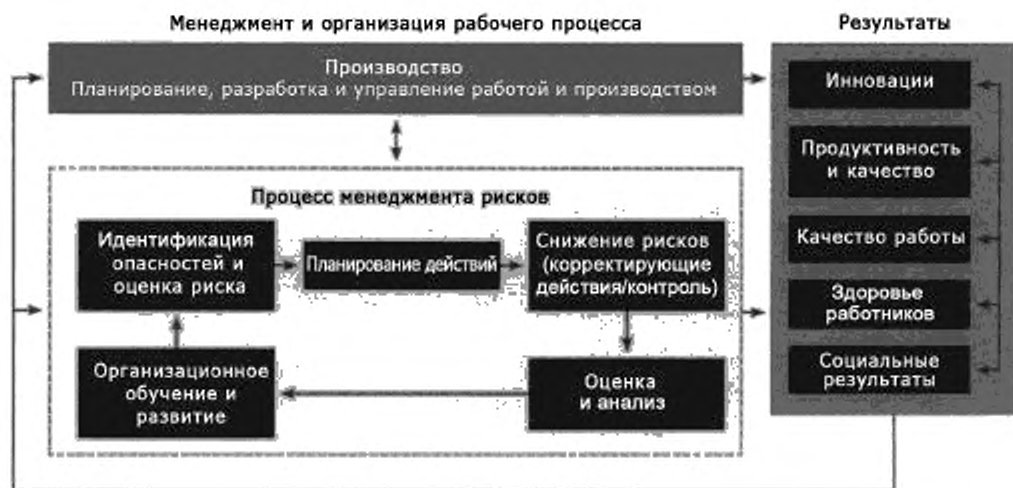 Менеджмент и организация рабочего процесса
Результаты
Производство
Планирование, разработка и управление работой и производством
Инновации
Продуктивность
и качество
Качество работы
Здоровье
работников
Социальные
результаты
Процесс менеджмента рисков
Идентификация
опасностей и
оценка риска
Планирование действий
Снижение рисков
(корректирующие
действия/контроль)
Организационное
обучение и
развитие
Оценка
и анализ